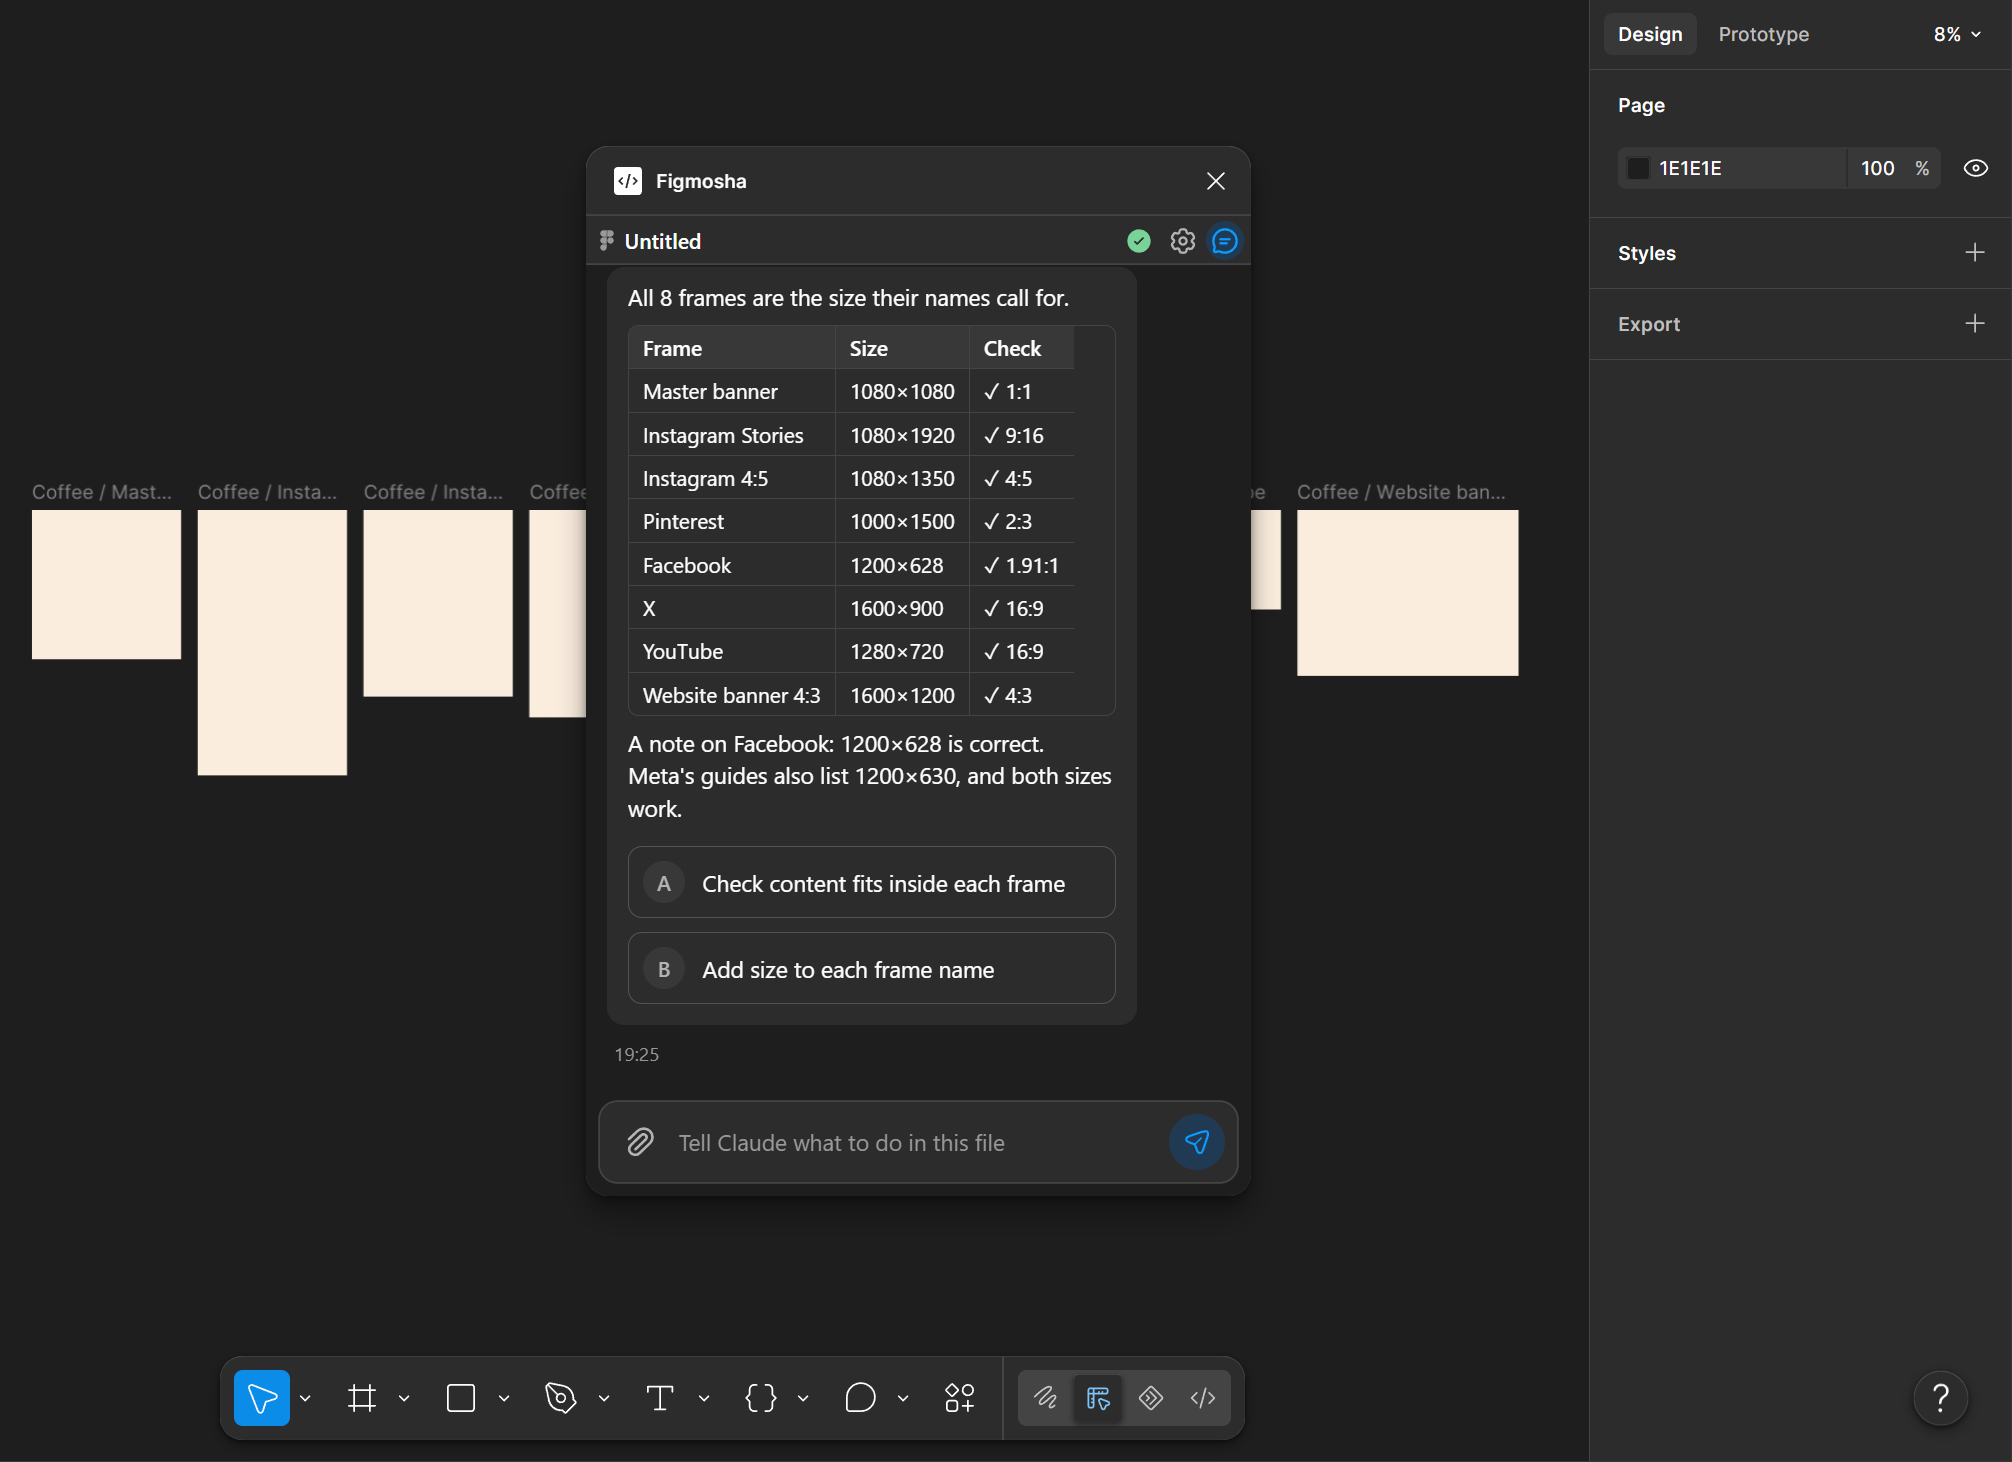 Design Prototype 8%
Page
1E1E1E 100 %
Styles
Export
Figmosha
Untitled
All 8 frames are the size their names call for.
Frame Size Check
Master banner 1080×1080 ✓ 1:1
Instagram Stories 1080×1920 ✓ 9:16
Instagram 4:5 1080×1350 ✓ 4:5
Pinterest 1000×1500 ✓ 2:3
Facebook 1200×628 ✓ 1.91:1
X 1600×900 ✓ 16:9
YouTube 1280×720 ✓ 16:9
Website banner 4:3 1600×1200 ✓ 4:3
A note on Facebook: 1200×628 is correct.
Meta's guides also list 1200×630, and both sizes
work.
A Check content fits inside each frame
B Add size to each frame name
19:25
Tell Claude what to do in this file
Coffee / Mast...
Coffee / Insta...
Coffee / Insta...
Coffee
Coffee / Website ban...